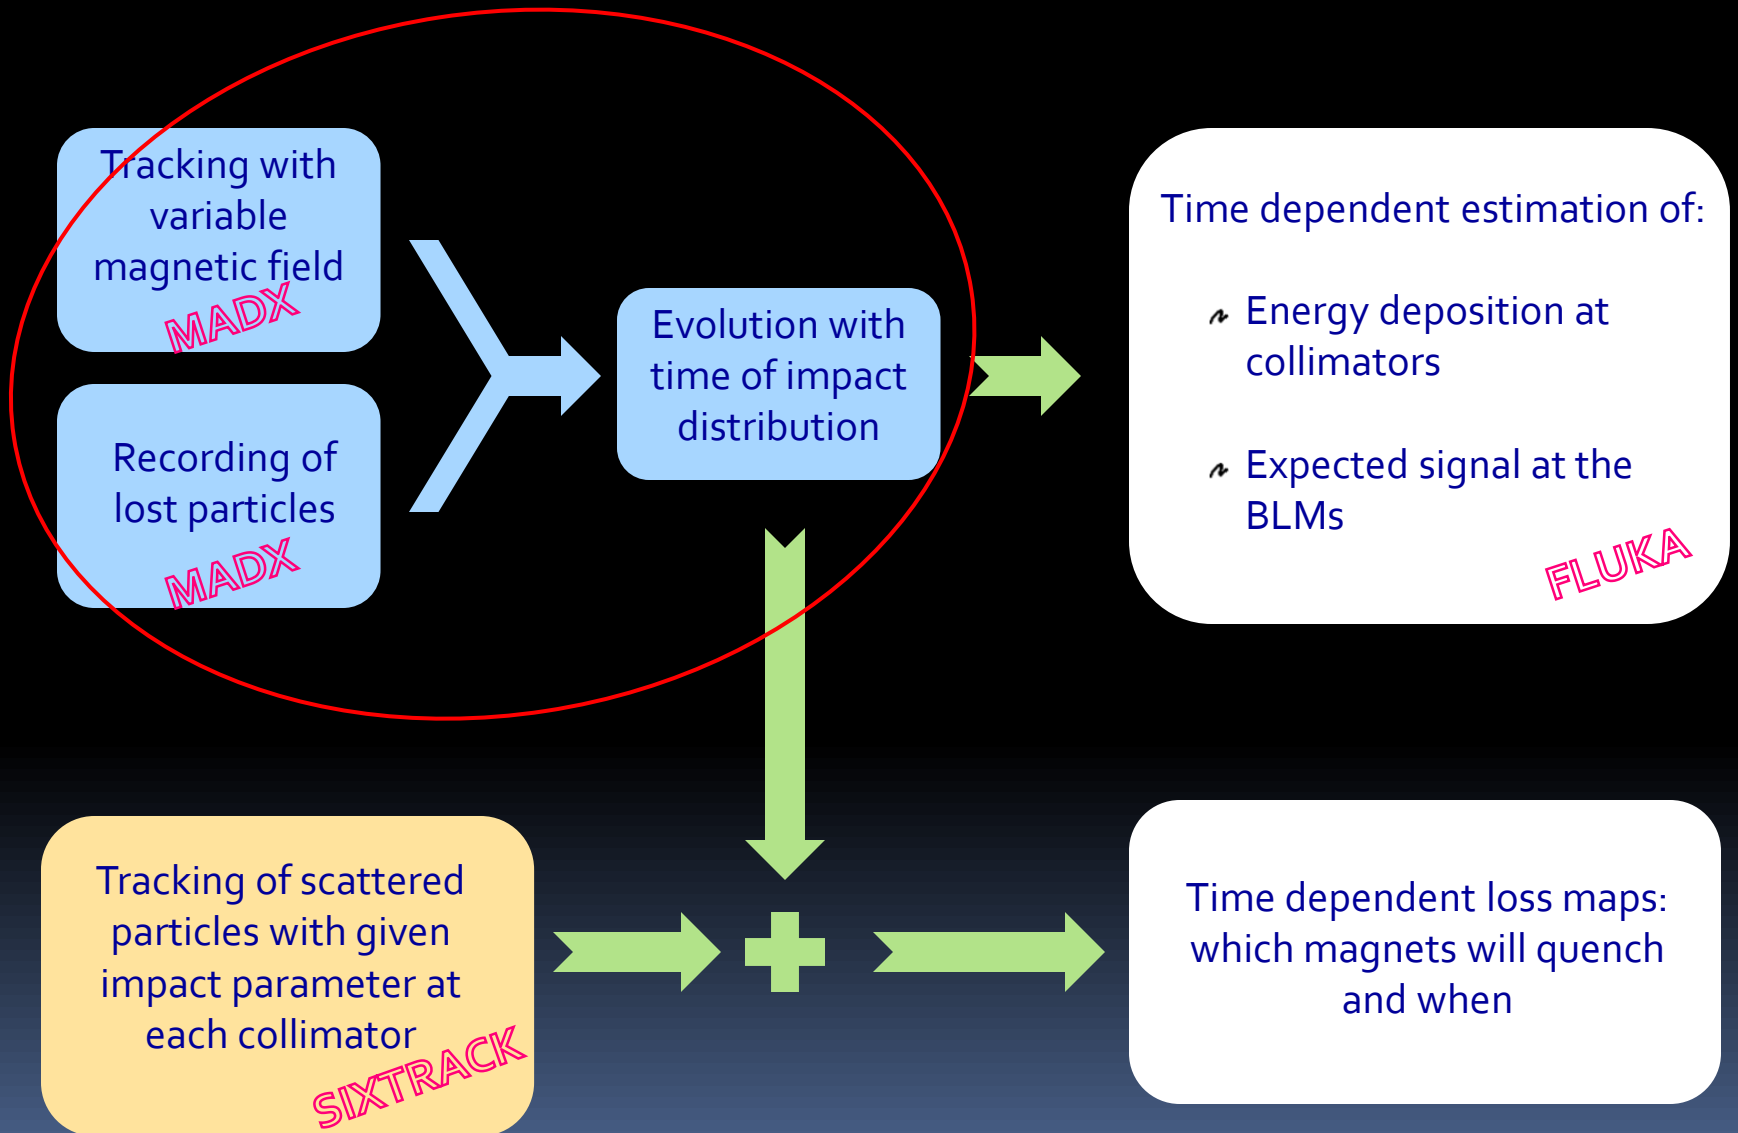 Tracking with
variable
magnetic field
MADX
Recording of
lost particles
MADX
Evolution with
time of impact
distribution
Time dependent estimation of:
Energy deposition at
collimators
Expected signal at the
BLMs
FLUKA
Tracking of scattered
particles with given
impact parameter at
each collimator
SIXTRACK
Time dependent loss maps:
which magnets will quench
and when